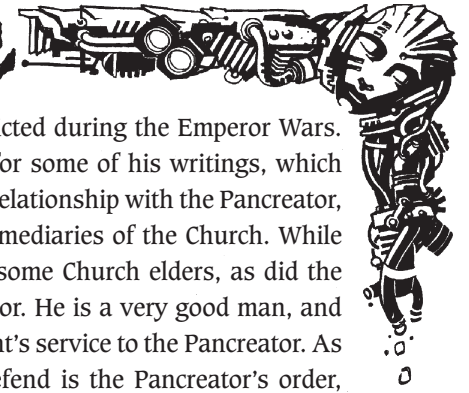 cted during the Emperor Wars.
or some of his writings, which
elationship with the Pancreator,
mediaries of the Church. While
some Church elders, as did the
or. He is a very good man, and
nt's service to the Pancreator. As
efend is the Pancreator's order,